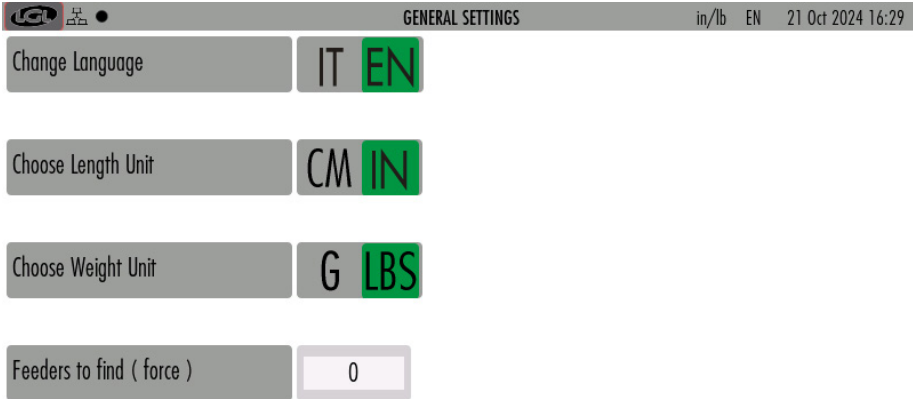 LGL GENERAL SETTINGS in/lb EN 21 Oct 2024 16:29
Change Language IT EN
Choose Length Unit CM IN
Choose Weight Unit G LBS
Feeders to find ( force ) 0